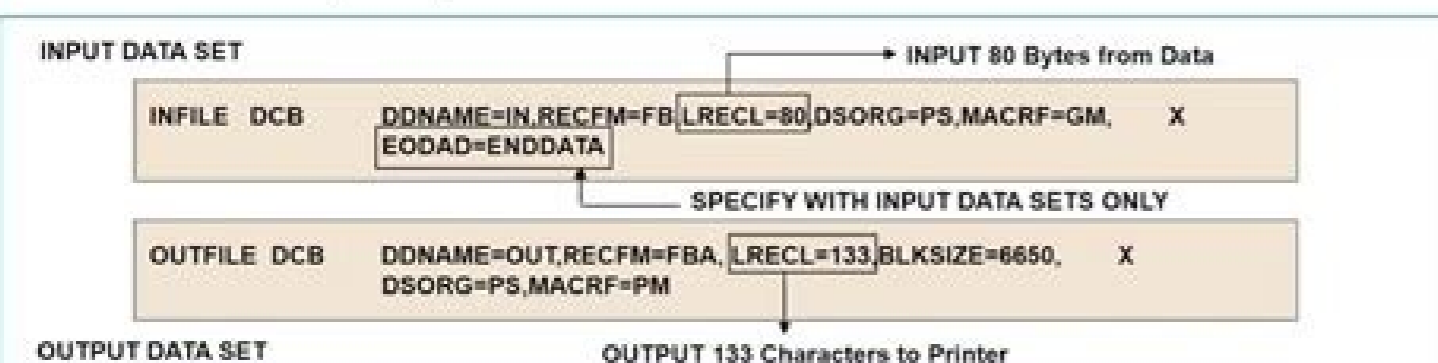 INPUT DATA SET
INPUT 80 Bytes from Data
INFILE DCB DDNAME=IN,RECFM=FB,LRECL=80,DSORG=PS,MACRF=GM, X
EODAD=ENDDATA
SPECIFY WITH INPUT DATA SETS ONLY
OUTFILE DCB DDNAME=OUT,RECFM=FBA, LRECL=133,BLKSIZE=6650, X
DSORG=PS,MACRF=PM
OUTPUT DATA SET
OUTPUT 133 Characters to Printer